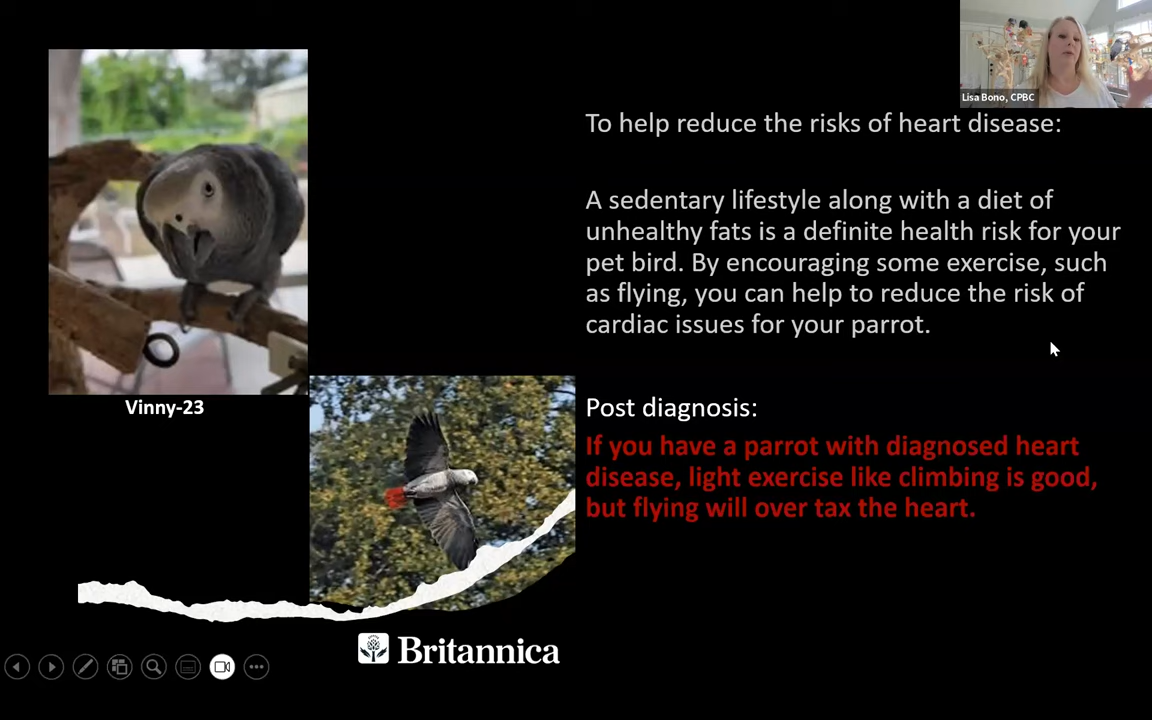 Lisa Bono, CPBC
To help reduce the risks of heart disease:
A sedentary lifestyle along with a diet of
unhealthy fats is a definite health risk for your
pet bird. By encouraging some exercise, such
as flying, you can help to reduce the risk of
cardiac issues for your parrot.
Vinny-23
Post diagnosis:
If you have a parrot with diagnosed heart
disease, light exercise like climbing is good,
but flying will over tax the heart.
Britannica